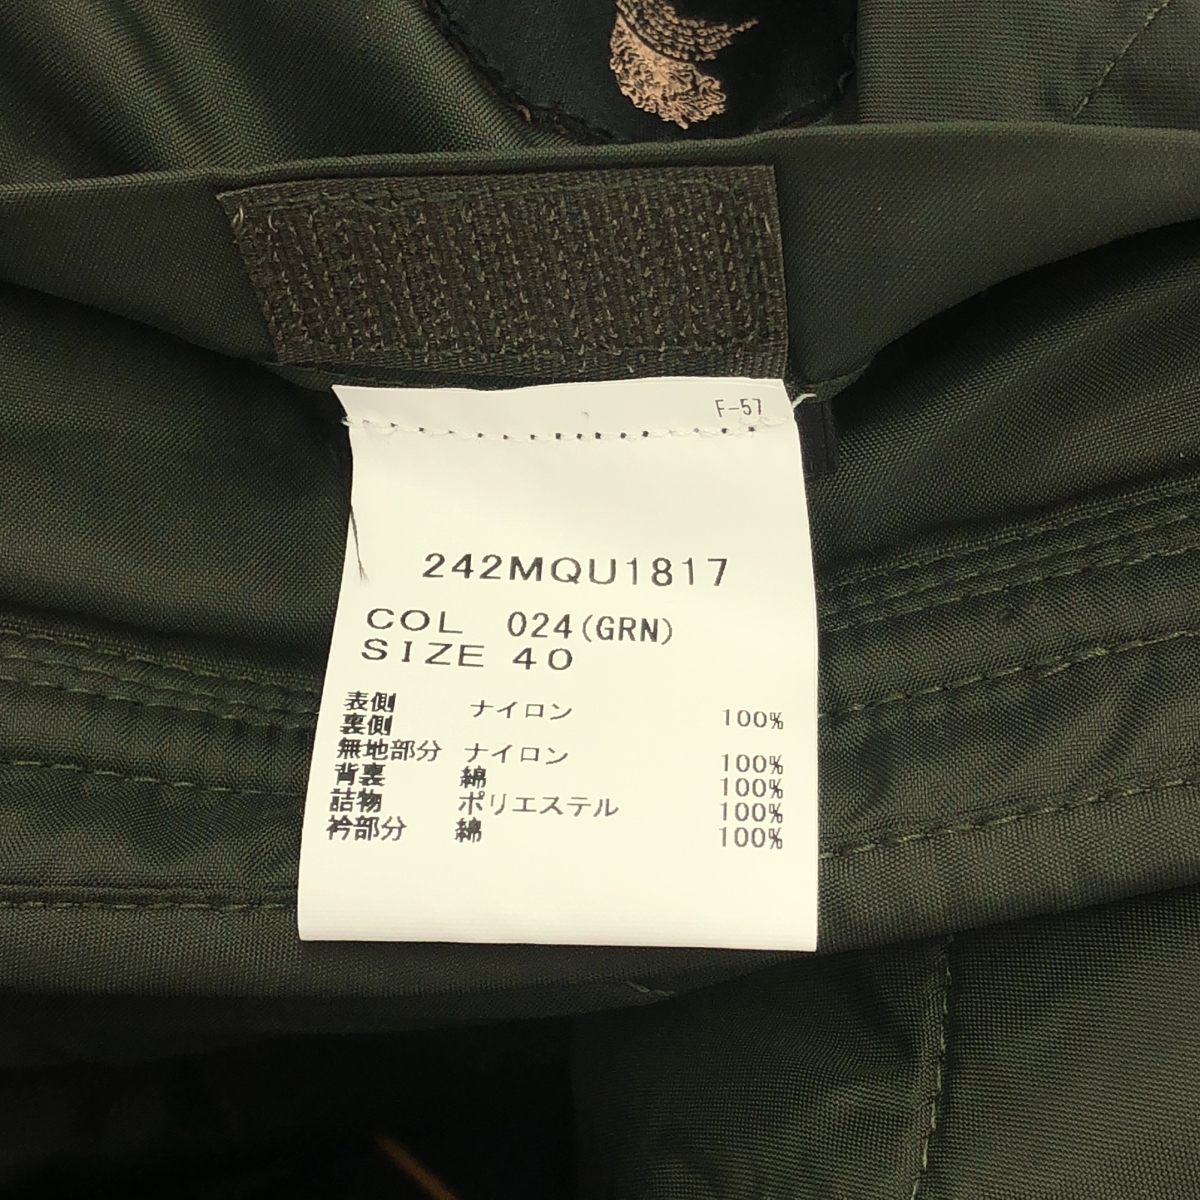 F-57
242MQU1817
COL 024(GRN)
SIZE 40
表側 ナイロン 100%
裏側
無地部分 ナイロン 100%
背裏 綿 100%
詰物 ポリエステル 100%
衿部分 綿 100%